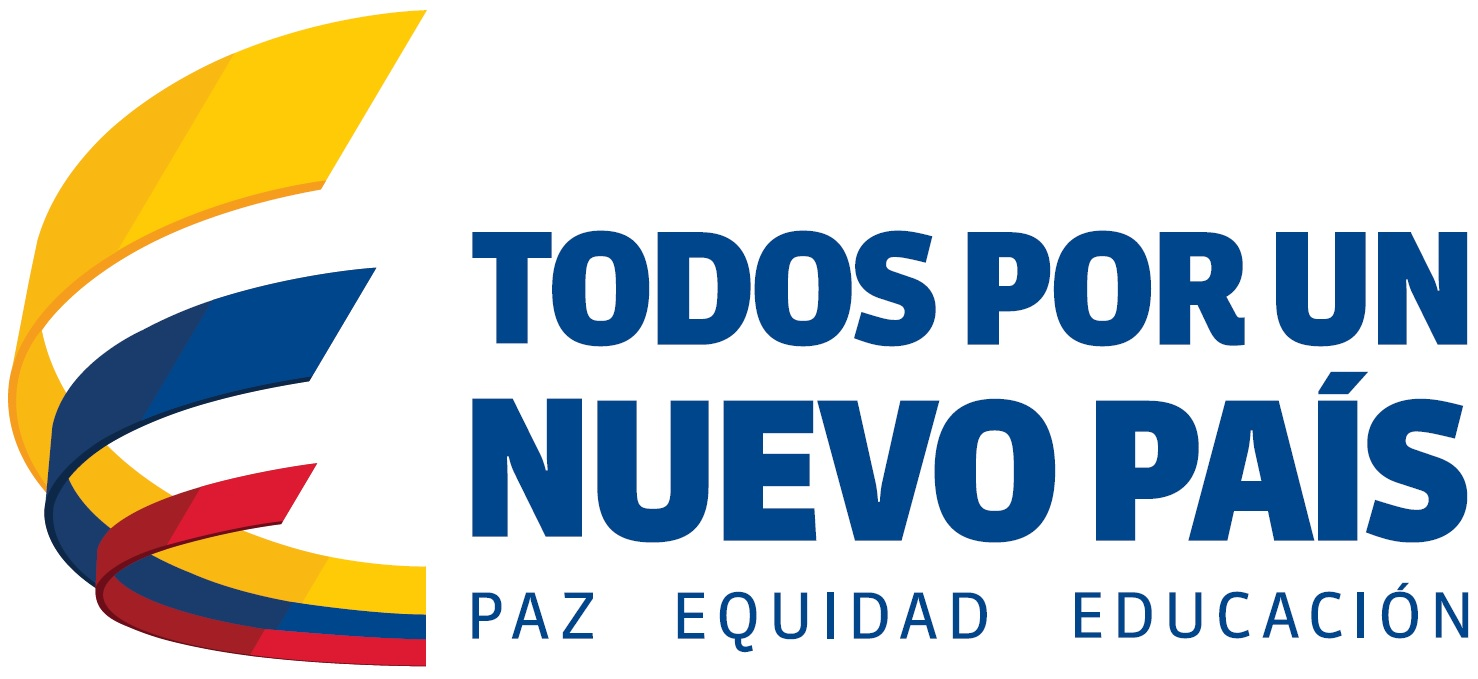 TODOS POR UN
NUEVO PAÍS
PAZ EQUIDAD EDUCACIÓN